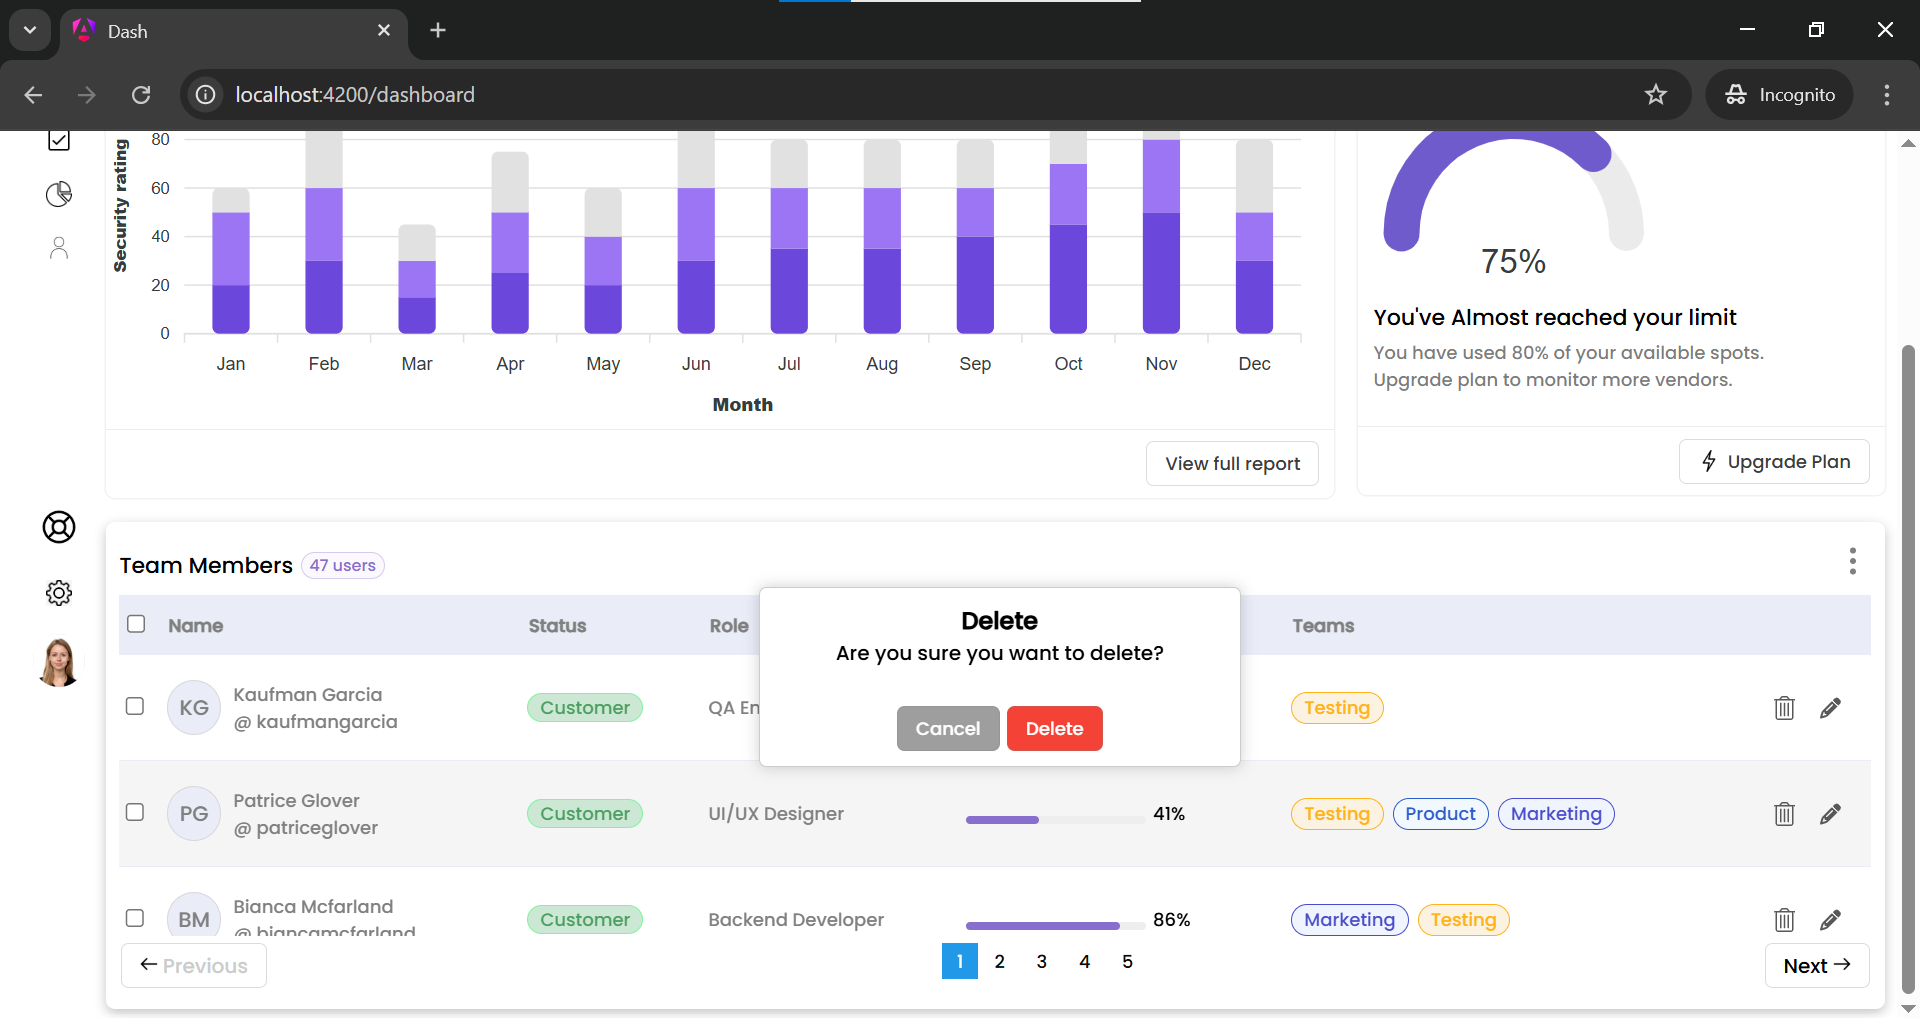 Dash
localhost:4200/dashboard
Incognito
Security rating
80
60
40
20
0
Jan Feb Mar Apr May Jun Jul Aug Sep Oct Nov Dec
Month
View full report
75%
You've Almost reached your limit
You have used 80% of your available spots.
Upgrade plan to monitor more vendors.
Upgrade Plan
Team Members 47 users
Name Status Role Teams
Delete
Are you sure you want to delete?
Cancel Delete
KG Kaufman Garcia
@ kaufmangarcia
Customer QA En Testing
PG Patrice Glover
@ patriceglover
Customer UI/UX Designer 41% Testing Product Marketing
BM Bianca Mcfarland
@ biancamcfarland
Customer Backend Developer 86% Marketing Testing
Previous 1 2 3 4 5 Next